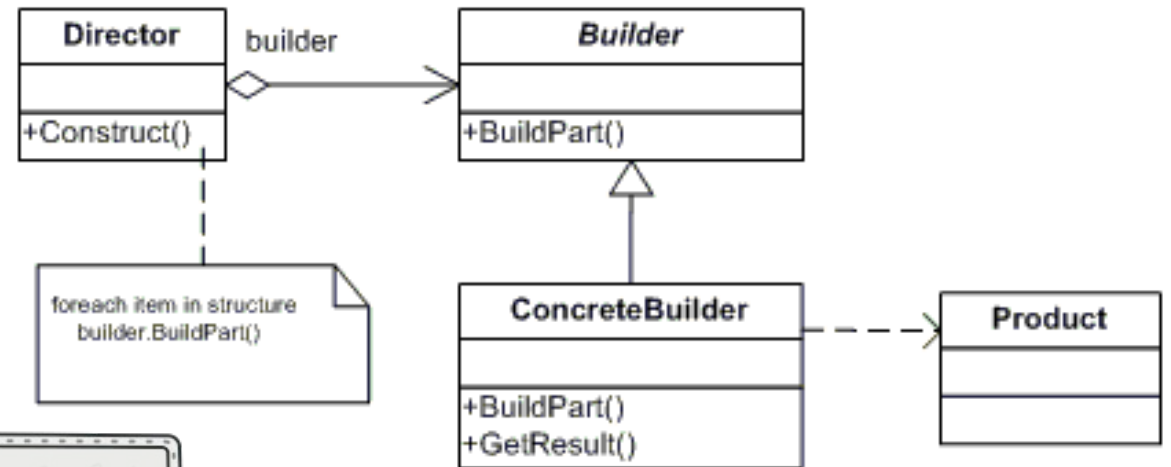 Director
builder
Builder
+Construct()
+BuildPart()
foreach item in structure
builder.BuildPart()
ConcreteBuilder
Product
+BuildPart()
+GetResult()